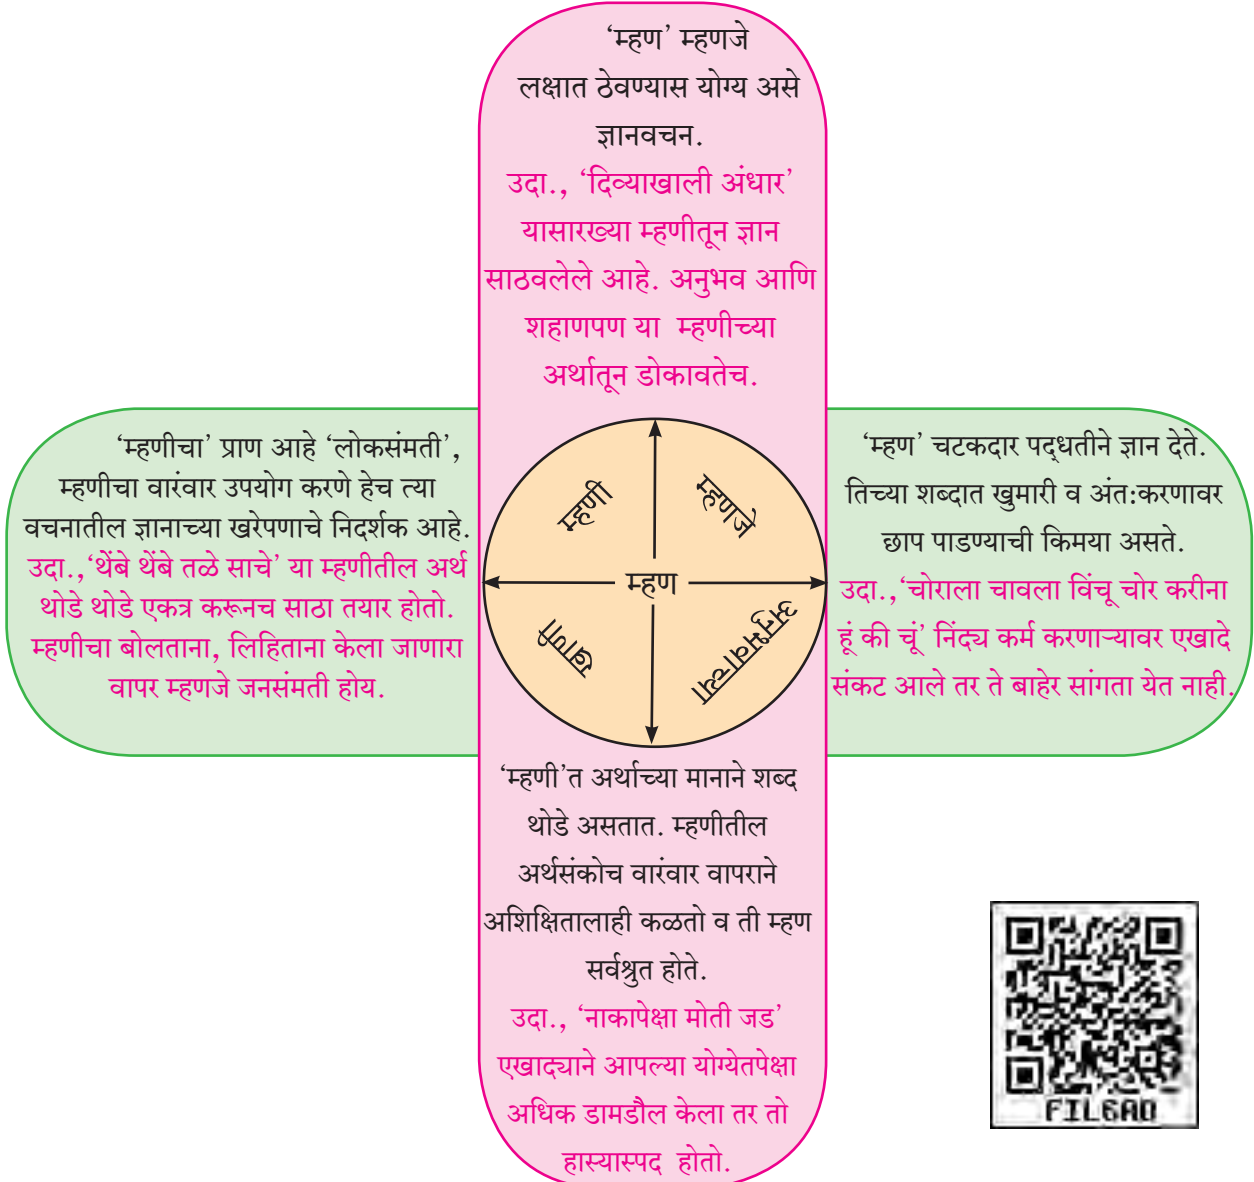 ‘म्हण’ म्हणजे
लक्षात ठेवण्यास योग्य असे
ज्ञानवचन.
उदा., ‘दिव्याखाली अंधार’
यासारख्या म्हणीतून ज्ञान
साठवलेले आहे. अनुभव आणि
शहाणपण या म्हणीच्या
अर्थातून डोकावतेच.
‘म्हणीचा’ प्राण आहे ‘लोकसंमती’,
म्हणीचा वारंवार उपयोग करणे हेच त्या
वचनातील ज्ञानाच्या खरेपणाचे निदर्शक आहे.
उदा.,‘थेंबे थेंबे तळे साचे’ या म्हणीतील अर्थ
थोडे थोडे एकत्र करूनच साठा तयार होतो.
म्हणीचा बोलताना, लिहिताना केला जाणारा
वापर म्हणजे जनसंमती होय.
म्हणी
म्हणजे
म्हण
खाणी
अनुभवाच्या
‘म्हण’ चटकदार पद्धतीने ज्ञान देते.
तिच्या शब्दात खुमारी व अंत:करणावर
छाप पाडण्याची किमया असते.
उदा.,‘चोराला चावला विंचू चोर करीना
हूं की चूं’ निंद्य कर्म करणाऱ्यावर एखादे
संकट आले तर ते बाहेर सांगता येत नाही.
‘म्हणी’त अर्थाच्या मानाने शब्द
थोडे असतात. म्हणीतील
अर्थसंकोच वारंवार वापराने
अशिक्षितालाही कळतो व ती म्हण
सर्वश्रुत होते.
उदा., ‘नाकापेक्षा मोती जड’
एखाद्याने आपल्या योग्येतपेक्षा
अधिक डामडौल केला तर तो
हास्यास्पद होतो.
FIL6AD